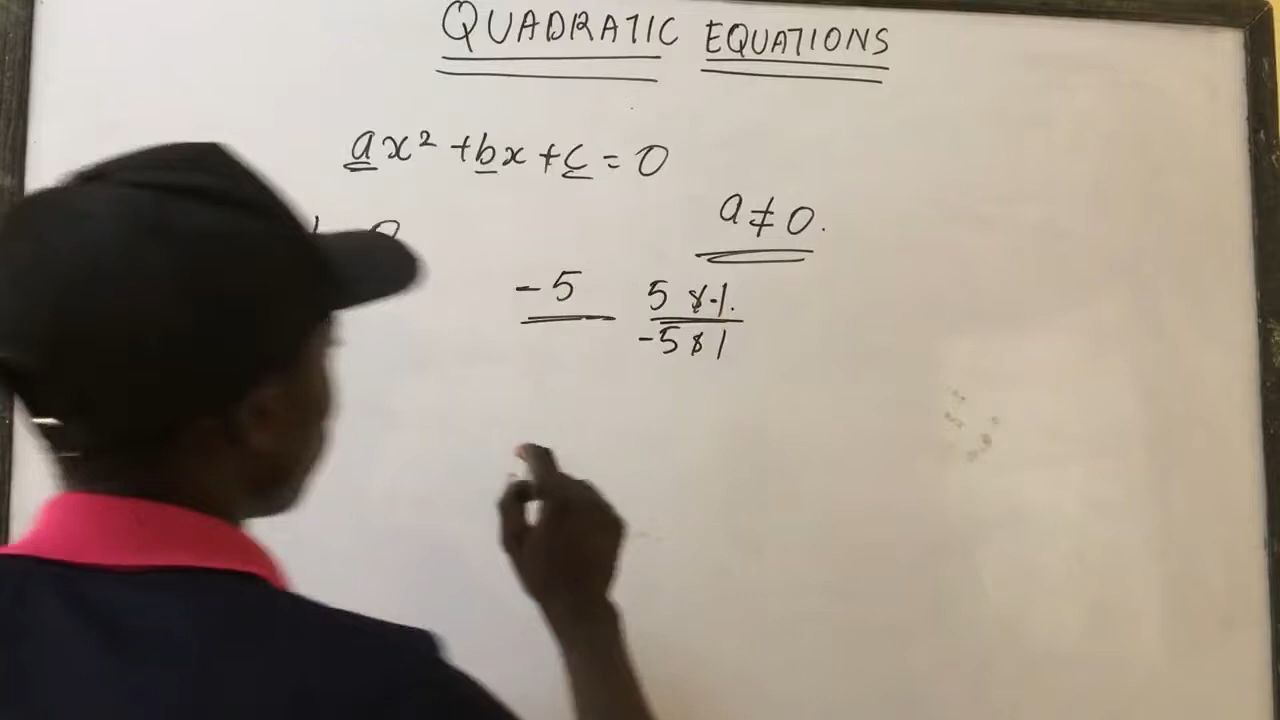 QUADRATIC EQUATIONS
ax² + bx + c = 0
a ≠ 0.
-5
5 & -1.
-5 & 1